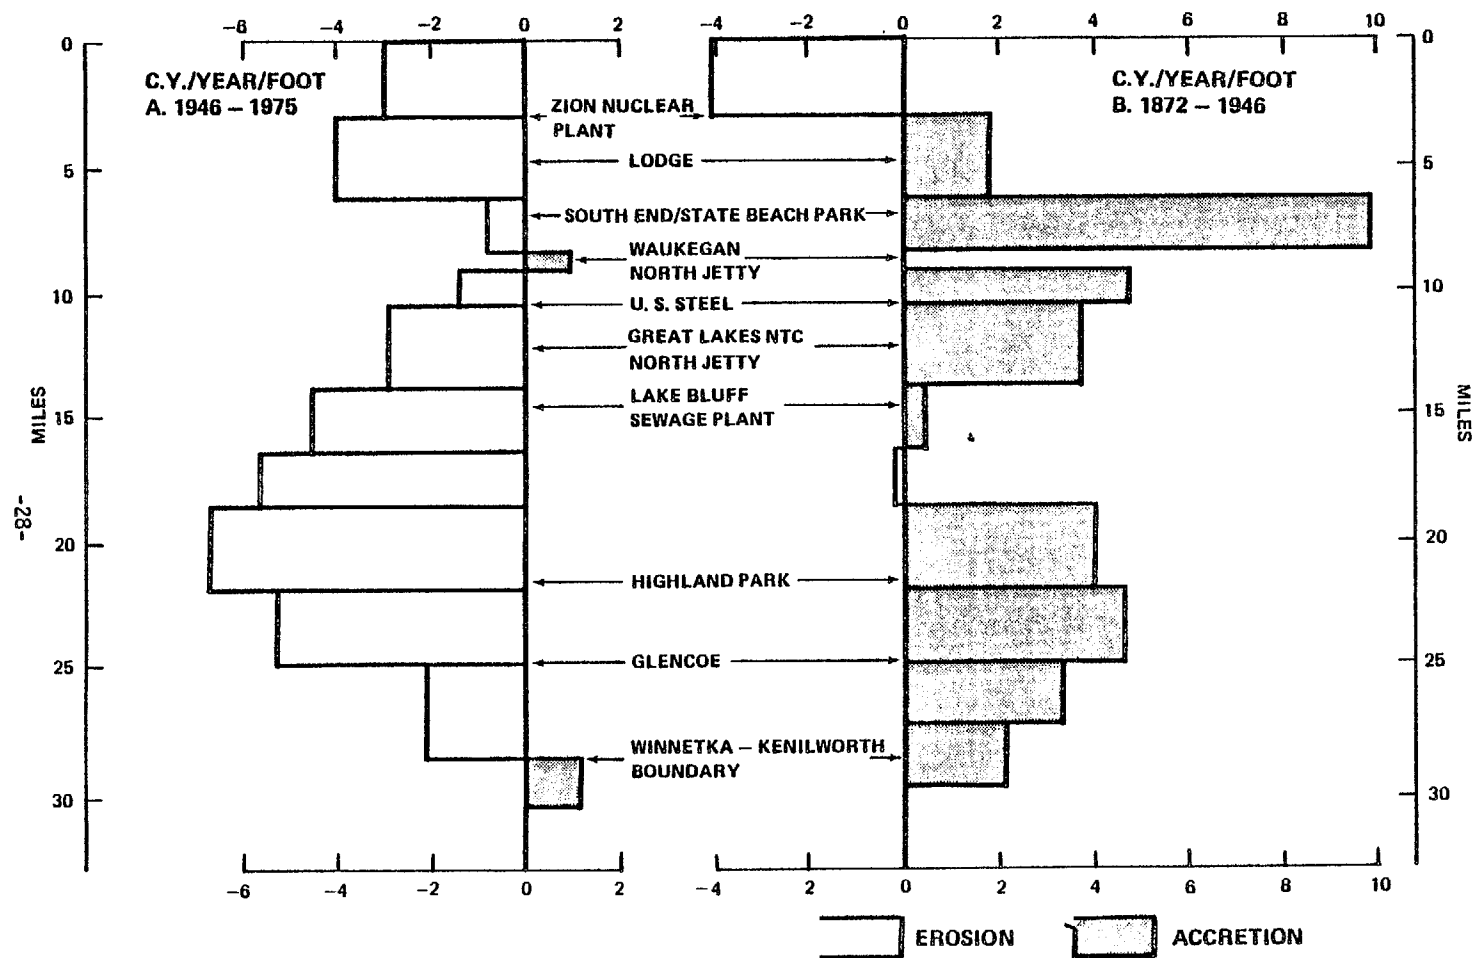 -6 -4 -2 0 2
-4 -2 0 2 4 6 8 10
0
5
10
15
20
25
30
MILES
-28-
C.Y./YEAR/FOOT
A. 1946 – 1975
ZION NUCLEAR
PLANT
LODGE
SOUTH END/STATE BEACH PARK
WAUKEGAN
NORTH JETTY
U. S. STEEL
GREAT LAKES NTC
NORTH JETTY
LAKE BLUFF
SEWAGE PLANT
HIGHLAND PARK
GLENCOE
WINNETKA – KENILWORTH
BOUNDARY
C.Y./YEAR/FOOT
B. 1872 – 1946
0
5
10
15
20
25
30
MILES
-6 -4 -2 0 2
-4 2 0 2 4 6 8 10
EROSION
ACCRETION